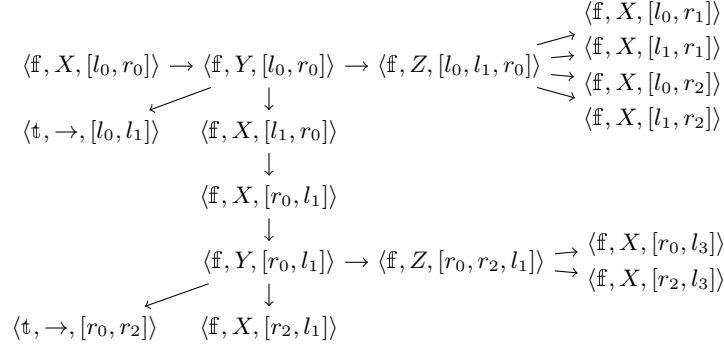 ⟨𝕗, X, [l₀, r₁]⟩
⟨𝕗, X, [l₀, r₀]⟩ → ⟨𝕗, Y, [l₀, r₀]⟩ → ⟨𝕗, Z, [l₀, l₁, r₀]⟩
⟨𝕗, X, [l₁, r₁]⟩
⟨𝕗, X, [l₀, r₂]⟩
⟨𝕗, X, [l₁, r₂]⟩
⟨𝕥, →, [l₀, l₁]⟩ ⟨𝕗, X, [l₁, r₀]⟩
⟨𝕗, X, [r₀, l₁]⟩
⟨𝕗, Y, [r₀, l₁]⟩ → ⟨𝕗, Z, [r₀, r₂, l₁]⟩
⟨𝕗, X, [r₀, l₃]⟩
⟨𝕗, X, [r₂, l₃]⟩
⟨𝕥, →, [r₀, r₂]⟩ ⟨𝕗, X, [r₂, l₁]⟩